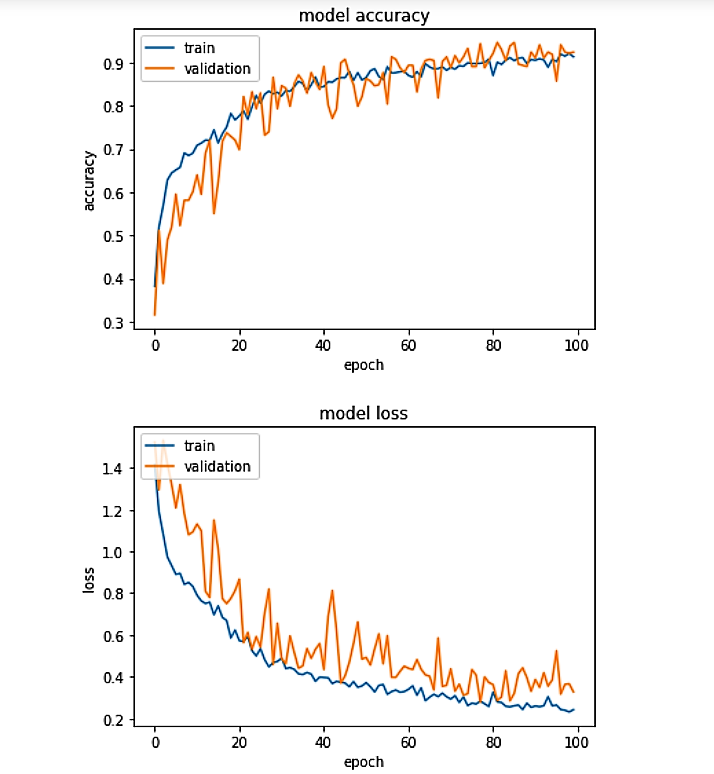 model accuracy
train
validation
0.9
0.8
0.7
0.6
0.5
0.4
0.3
accuracy
0 20 40 60 80 100
epoch
model loss
train
validation
1.4
1.2
1.0
0.8
0.6
0.4
0.2
loss
0 20 40 60 80 100
epoch